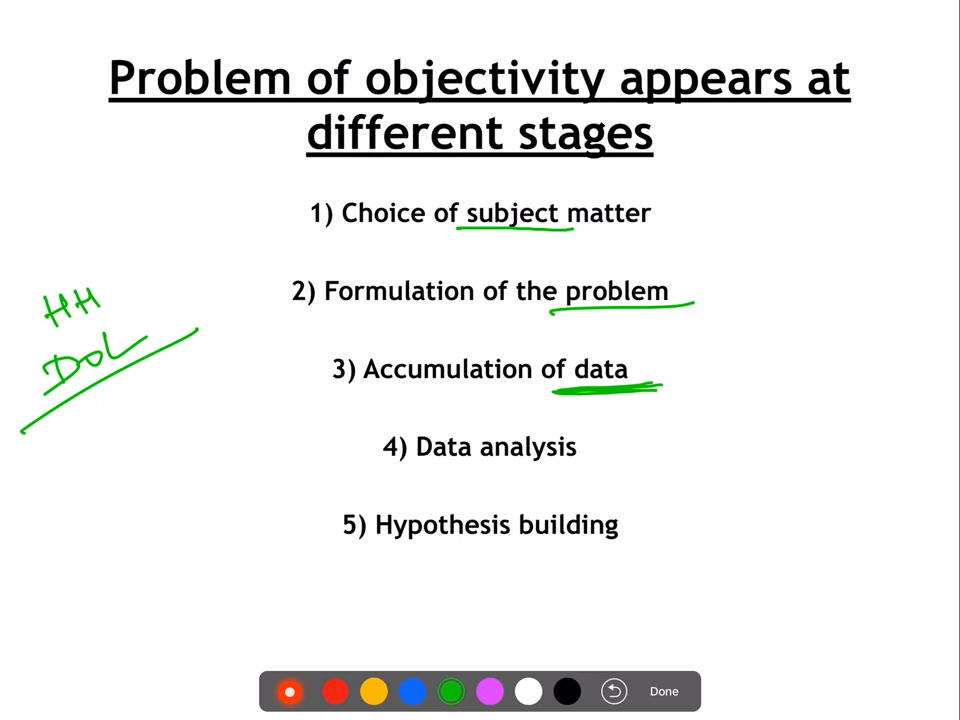 Problem of objectivity appears at
different stages
1) Choice of subject matter
2) Formulation of the problem
HH
DOL
3) Accumulation of data
4) Data analysis
5) Hypothesis building
Done